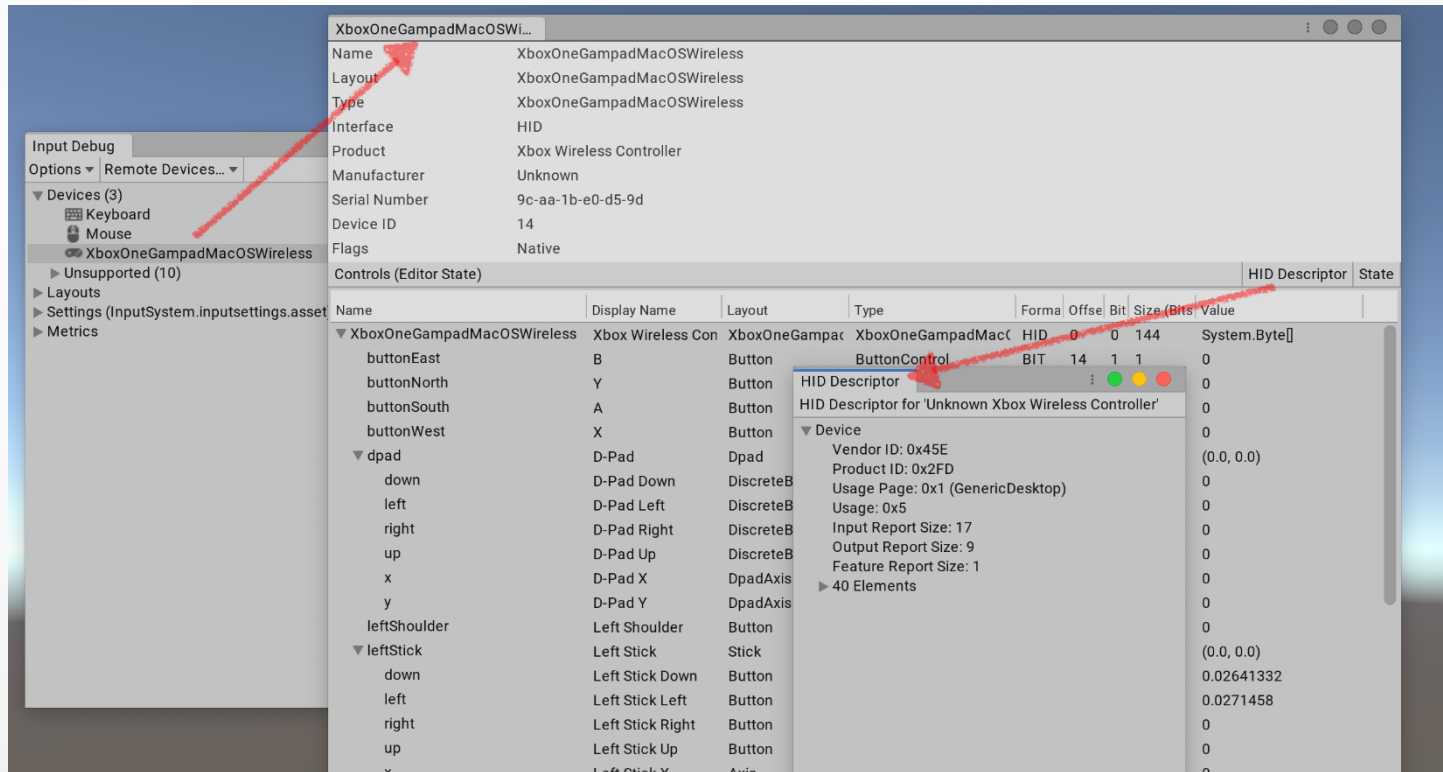 XboxOneGampadMacOSWi...
Name XboxOneGampadMacOSWireless
Layout XboxOneGampadMacOSWireless
Type XboxOneGampadMacOSWireless
Interface HID
Product Xbox Wireless Controller
Manufacturer Unknown
Serial Number 9c-aa-1b-e0-d5-9d
Device ID 14
Flags Native
Input Debug
Options Remote Devices...
Devices (3)
Keyboard
Mouse
XboxOneGampadMacOSWireless
Unsupported (10)
Layouts
Settings (InputSystem.inputsettings.asset
Metrics
Controls (Editor State) HID Descriptor State
Name Display Name Layout Type Forma Offse Bit Size (Bits Value
XboxOneGampadMacOSWireless Xbox Wireless Con XboxOneGampac XboxOneGampadMacC HID 0 0 144 System.Byte[]
buttonEast B Button ButtonControl BIT 14 1 1 0
buttonNorth Y Button 0
buttonSouth A Button 0
buttonWest X Button 0
dpad D-Pad Dpad (0.0, 0.0)
down D-Pad Down DiscreteB 0
left D-Pad Left DiscreteB 0
right D-Pad Right DiscreteB 0
up D-Pad Up DiscreteB 0
x D-Pad X DpadAxis 0
y D-Pad Y DpadAxis 0
leftShoulder Left Shoulder Button 0
leftStick Left Stick Stick (0.0, 0.0)
down Left Stick Down Button 0.02641332
left Left Stick Left Button 0.0271458
right Left Stick Right Button 0
up Left Stick Up Button 0
HID Descriptor
HID Descriptor for 'Unknown Xbox Wireless Controller'
Device
Vendor ID: 0x45E
Product ID: 0x2FD
Usage Page: 0x1 (GenericDesktop)
Usage: 0x5
Input Report Size: 17
Output Report Size: 9
Feature Report Size: 1
40 Elements